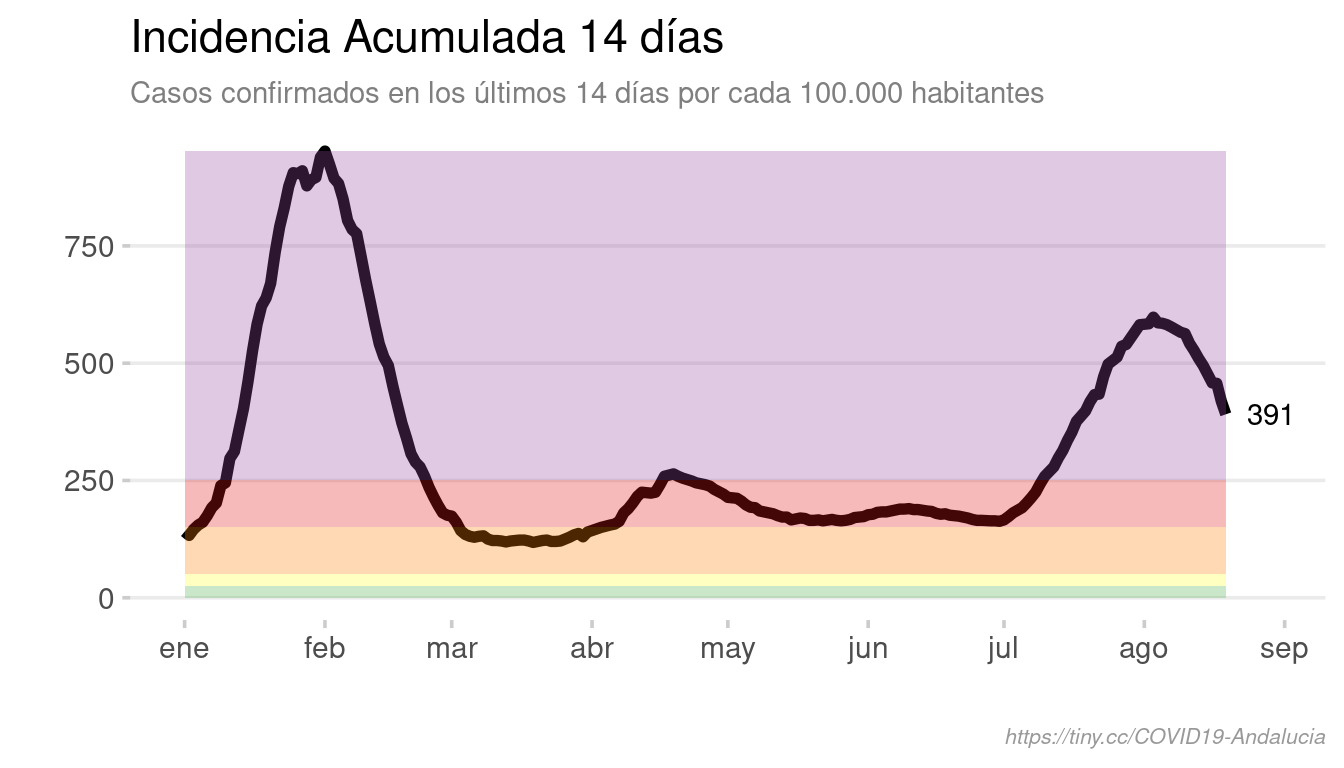 Incidencia Acumulada 14 días
Casos confirmados en los últimos 14 días por cada 100.000 habitantes
750
500
391
250
0
ene feb mar abr may jun jul ago sep
https://tiny.cc/COVID19-Andalucia